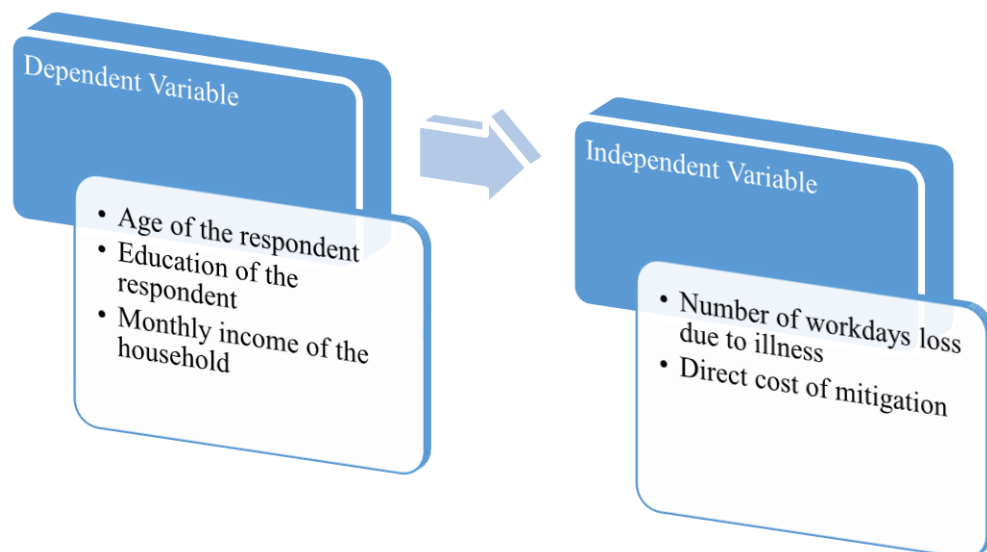 Dependent Variable
• Age of the respondent
• Education of the
respondent
• Monthly income of the
household
Independent Variable
• Number of workdays loss
due to illness
• Direct cost of mitigation